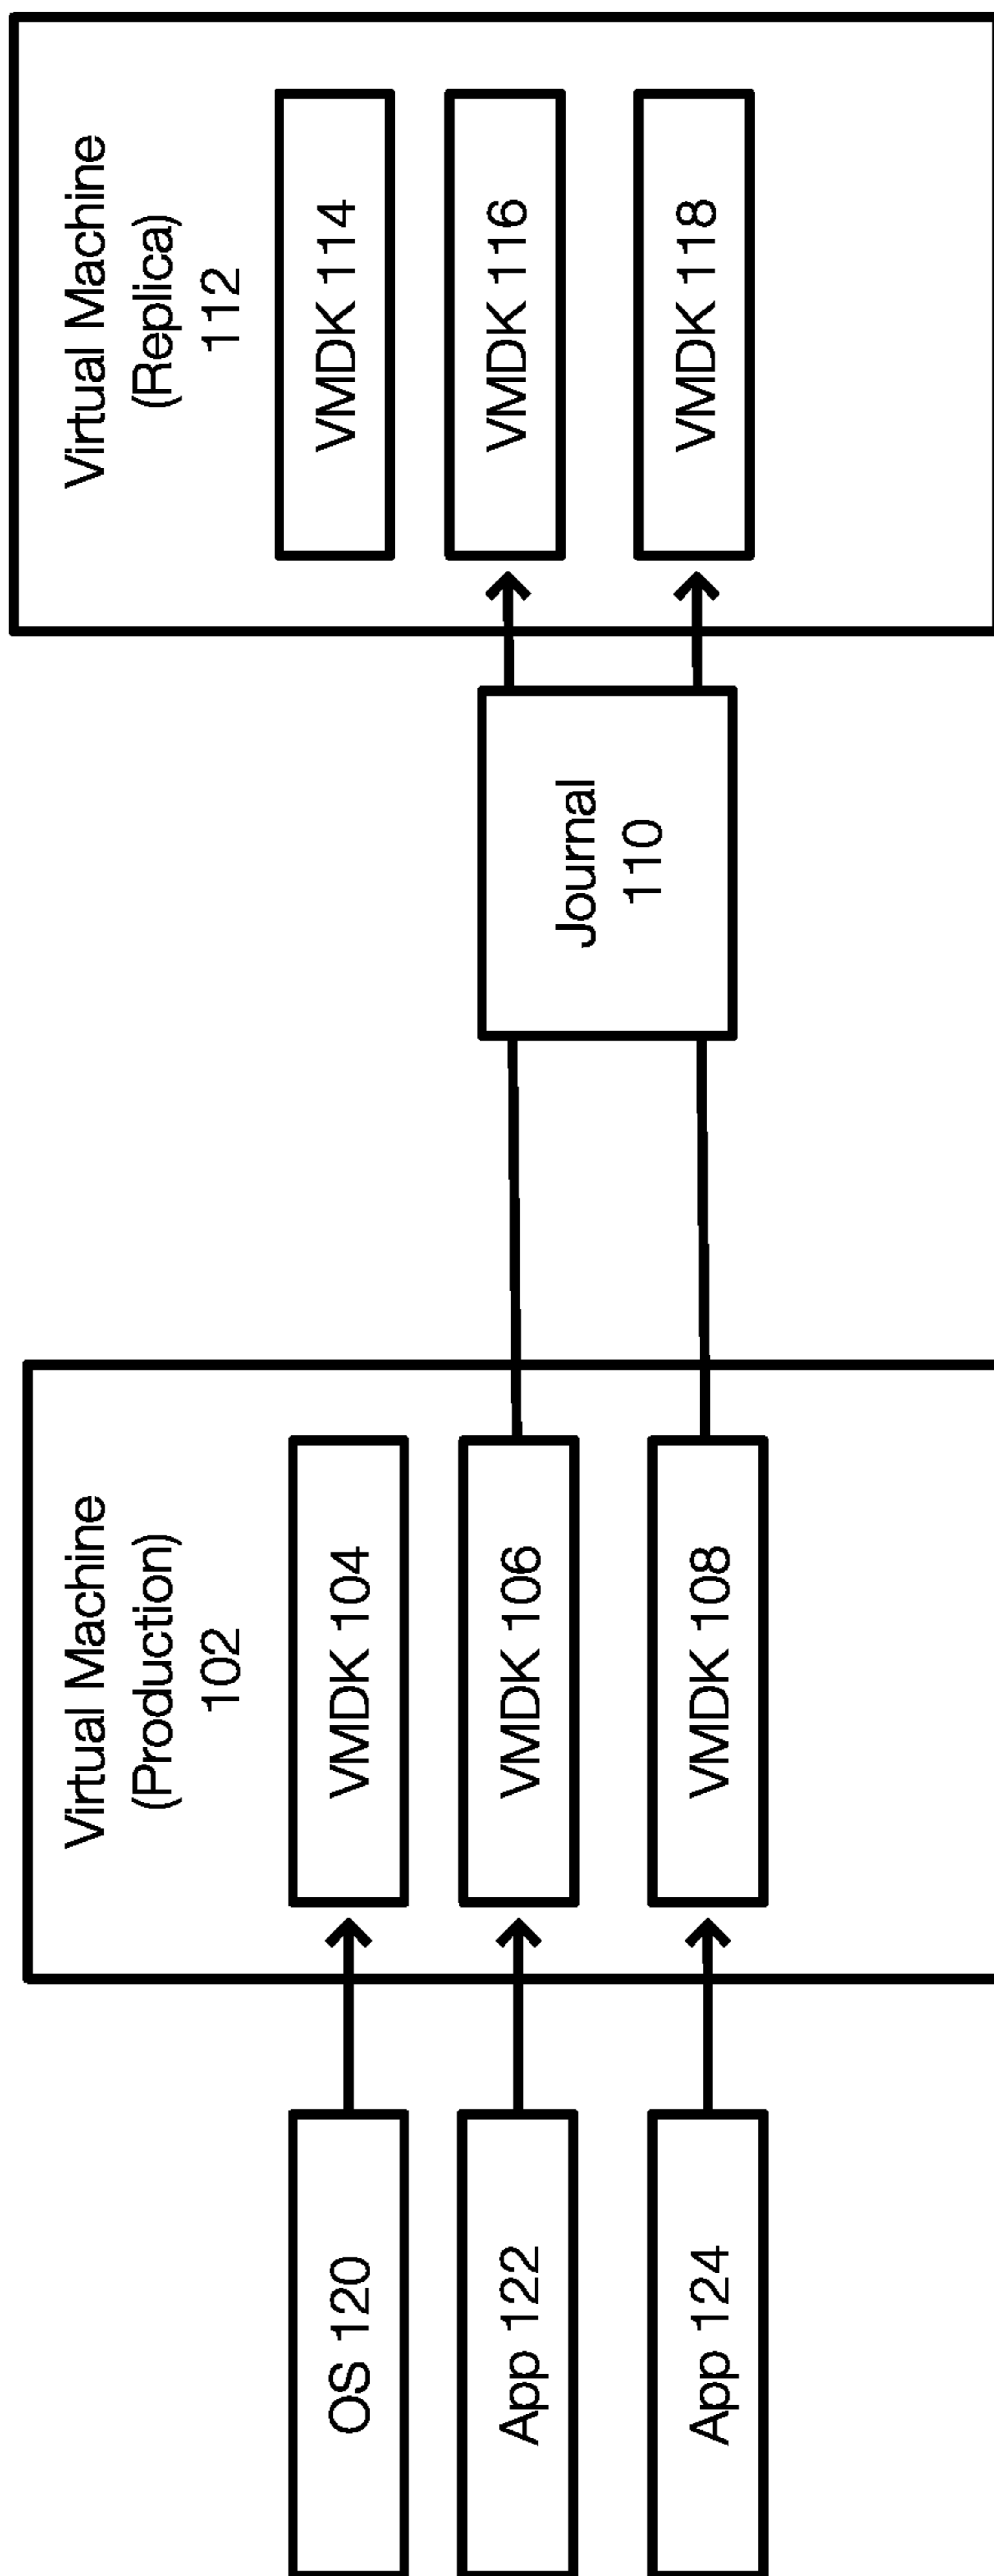 OS 120
App 122
App 124
Virtual Machine
(Production)
102
VMDK 104
VMDK 106
VMDK 108
Journal
110
Virtual Machine
(Replica)
112
VMDK 114
VMDK 116
VMDK 118